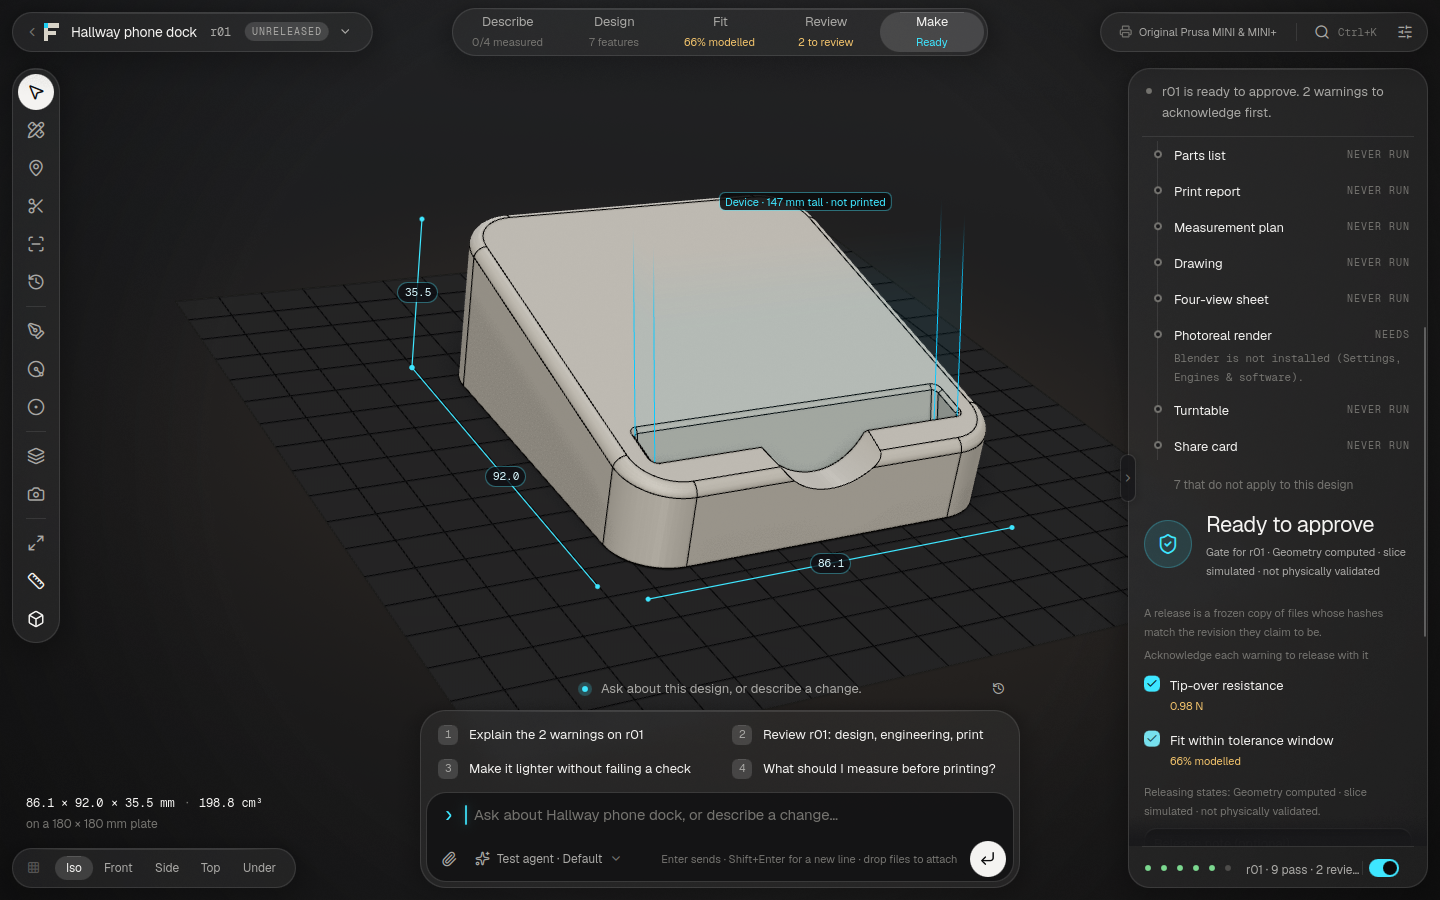 Hallway phone dock r01 UNRELEASED
Describe
0/4 measured
Design
7 features
Fit
66% modelled
Review
2 to review
Make
Ready
Original Prusa MINI & MINI+
Ctrl+K
r01 is ready to approve. 2 warnings to
acknowledge first.
Parts list NEVER RUN
Print report NEVER RUN
Measurement plan NEVER RUN
Drawing NEVER RUN
Four-view sheet NEVER RUN
Photoreal render NEEDS
Blender is not installed (Settings,
Engines & software).
Turntable NEVER RUN
Share card NEVER RUN
7 that do not apply to this design
Ready to approve
Gate for r01 · Geometry computed · slice
simulated · not physically validated
A release is a frozen copy of files whose hashes
match the revision they claim to be.
Acknowledge each warning to release with it
Tip-over resistance
0.98 N
Fit within tolerance window
66% modelled
Releasing states: Geometry computed · slice
simulated · not physically validated.
r01 · 9 pass · 2 revie...
Device · 147 mm tall · not printed
35.5
92.0
86.1
Ask about this design, or describe a change.
1 Explain the 2 warnings on r01
2 Review r01: design, engineering, print
3 Make it lighter without failing a check
4 What should I measure before printing?
Ask about Hallway phone dock, or describe a change...
Test agent · Default
Enter sends · Shift+Enter for a new line · drop files to attach
86.1 × 92.0 × 35.5 mm · 198.8 cm³
on a 180 × 180 mm plate
Iso Front Side Top Under